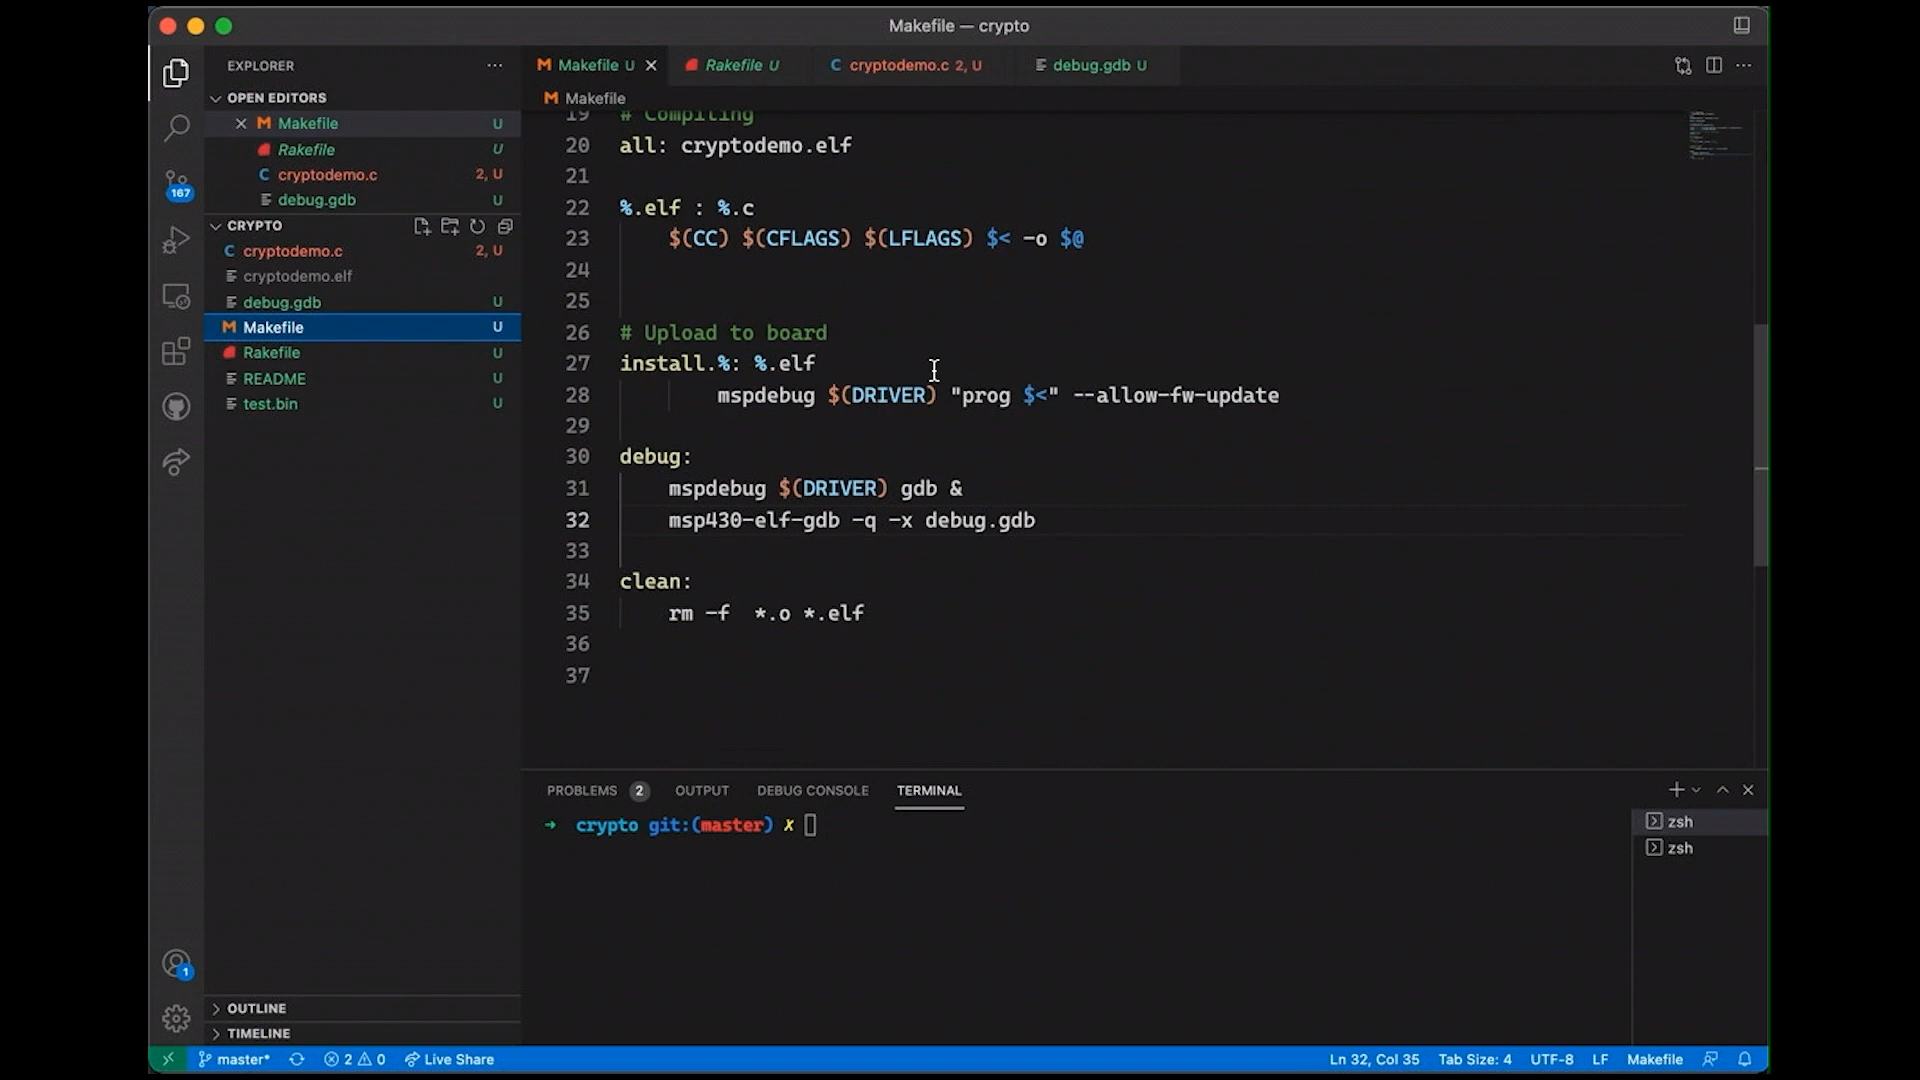 Makefile — crypto
EXPLORER
Makefile U
Rakefile U
cryptodemo.c 2, U
debug.gdb U
OPEN EDITORS
Makefile
Makefile U
Rakefile U
cryptodemo.c 2, U
debug.gdb U
CRYPTO
cryptodemo.c 2, U
cryptodemo.elf
debug.gdb U
Makefile U
Rakefile U
README U
test.bin U
167
19 # Compiling
20 all: cryptodemo.elf
21
22 %.elf : %.c
23 $(CC) $(CFLAGS) $(LFLAGS) $< -o $@
24
25
26 # Upload to board
27 install.%: %.elf
28 mspdebug $(DRIVER) "prog $<" --allow-fw-update
29
30 debug:
31 mspdebug $(DRIVER) gdb &
32 msp430-elf-gdb -q -x debug.gdb
33
34 clean:
35 rm -f *.o *.elf
36
37
PROBLEMS 2 OUTPUT DEBUG CONSOLE TERMINAL
→ crypto git:(master) ✗
zsh
zsh
1
OUTLINE
TIMELINE
master* 2 0 Live Share
Ln 32, Col 35 Tab Size: 4 UTF-8 LF Makefile